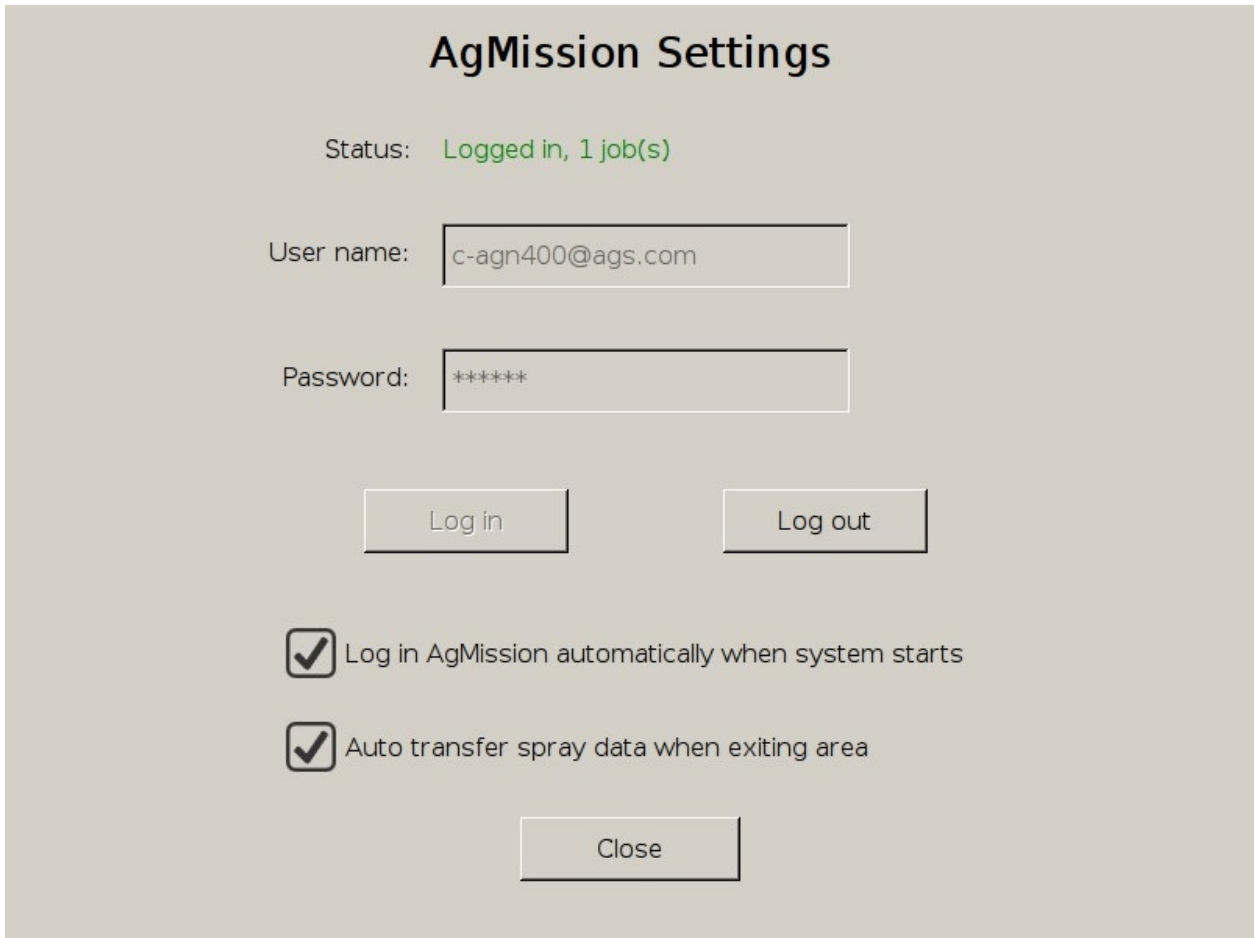 AgMission Settings
Status: Logged in, 1 job(s)
User name: c-agn400@ags.com
Password: ******
Log in Log out
Log in AgMission automatically when system starts
Auto transfer spray data when exiting area
Close